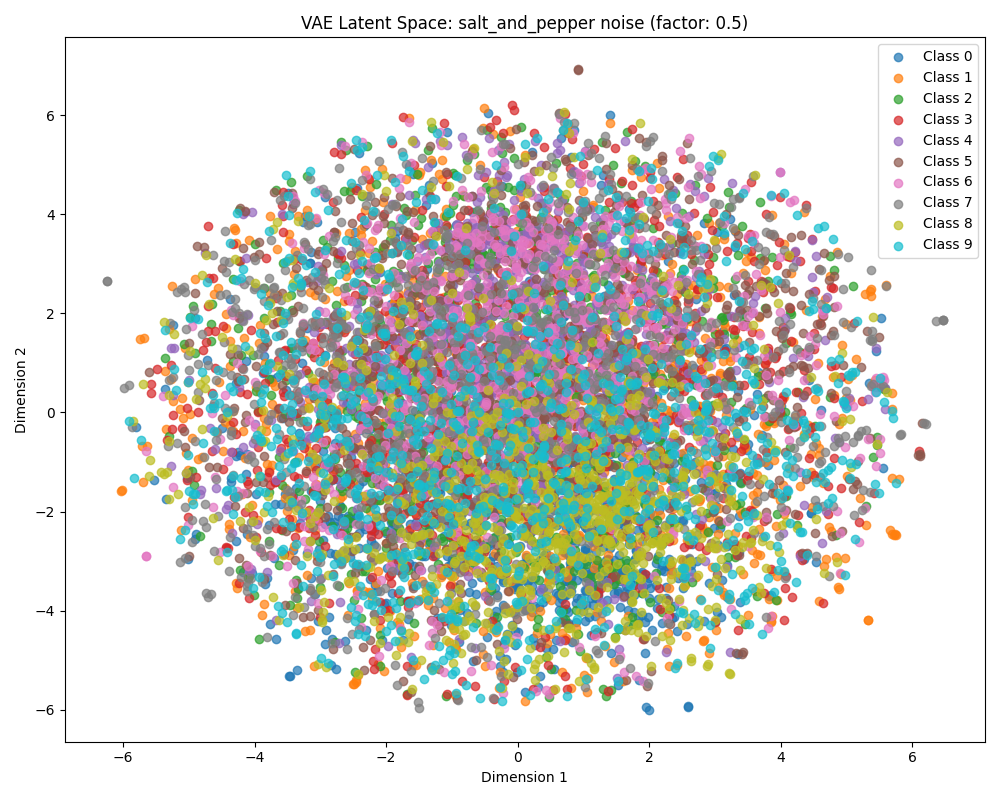 VAE Latent Space: salt_and_pepper noise (factor: 0.5)
Class 0
Class 1
Class 2
Class 3
Class 4
Class 5
Class 6
Class 7
Class 8
Class 9
Dimension 2
6
4
2
0
−2
−4
−6
−6 −4 −2 0 2 4 6
Dimension 1